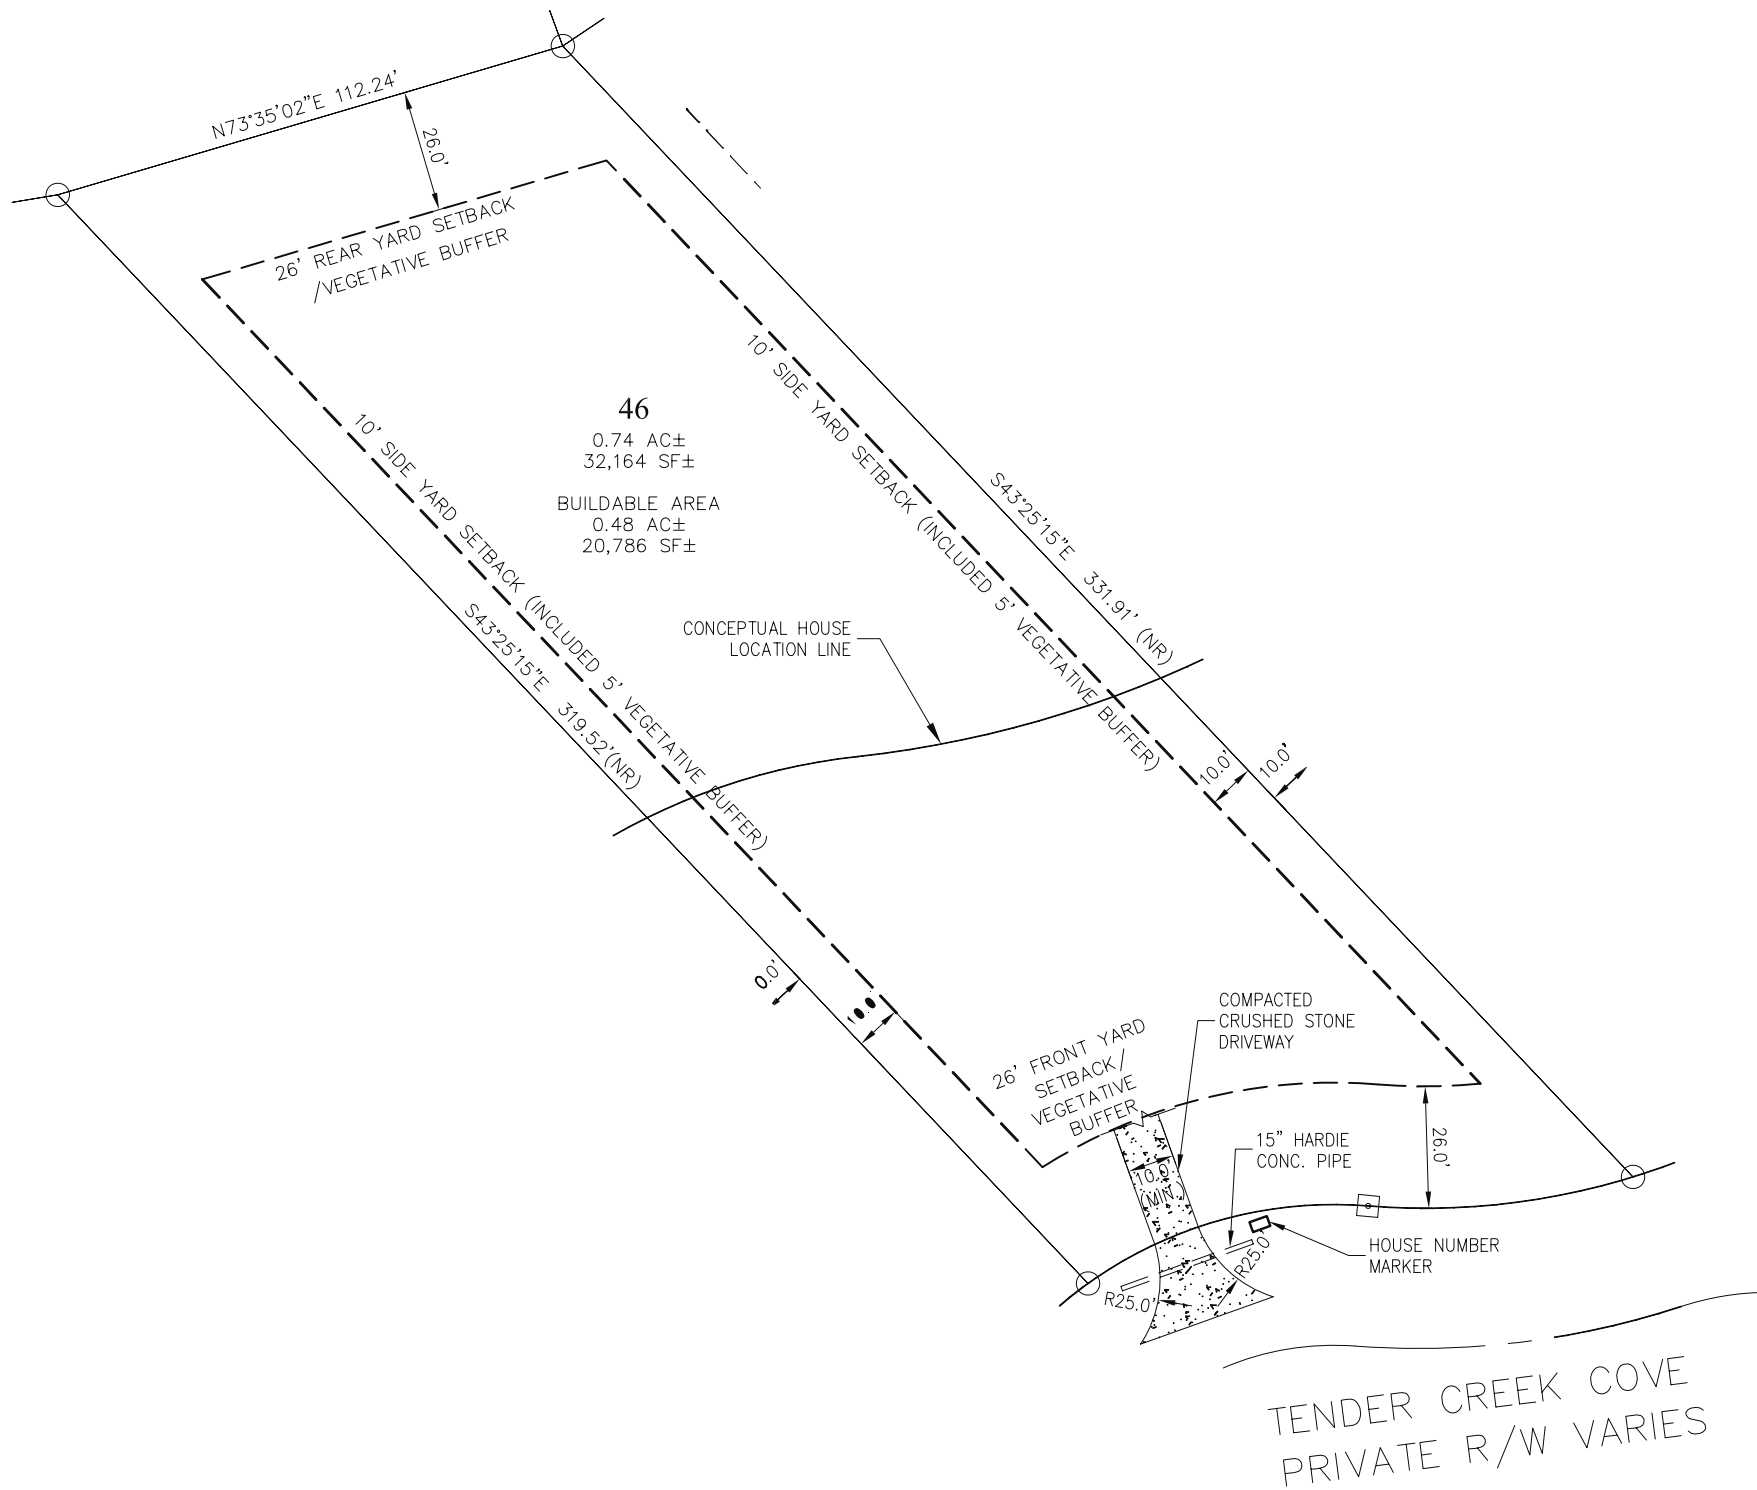 N73°35'02"E 112.24'
26.0'
26' REAR YARD SETBACK
/VEGETATIVE BUFFER
10' SIDE YARD SETBACK (INCLUDED 5' VEGETATIVE BUFFER)
10' SIDE YARD SETBACK (INCLUDED 5' VEGETATIVE BUFFER)
46
0.74 AC±
32,164 SF±
BUILDABLE AREA
0.48 AC±
20,786 SF±
S43°25'15"E 331.91' (NR)
S43°25'15"E 319.52'(NR)
CONCEPTUAL HOUSE
LOCATION LINE
10.0'
10.0'
0.0'
COMPACTED
CRUSHED STONE
DRIVEWAY
26' FRONT YARD
SETBACK/
VEGETATIVE
BUFFER
26.0'
15" HARDIE
CONC. PIPE
10.0'
(MIN.)
HOUSE NUMBER
MARKER
R25.0'
R25.0'
TENDER CREEK COVE
PRIVATE R/W VARIES